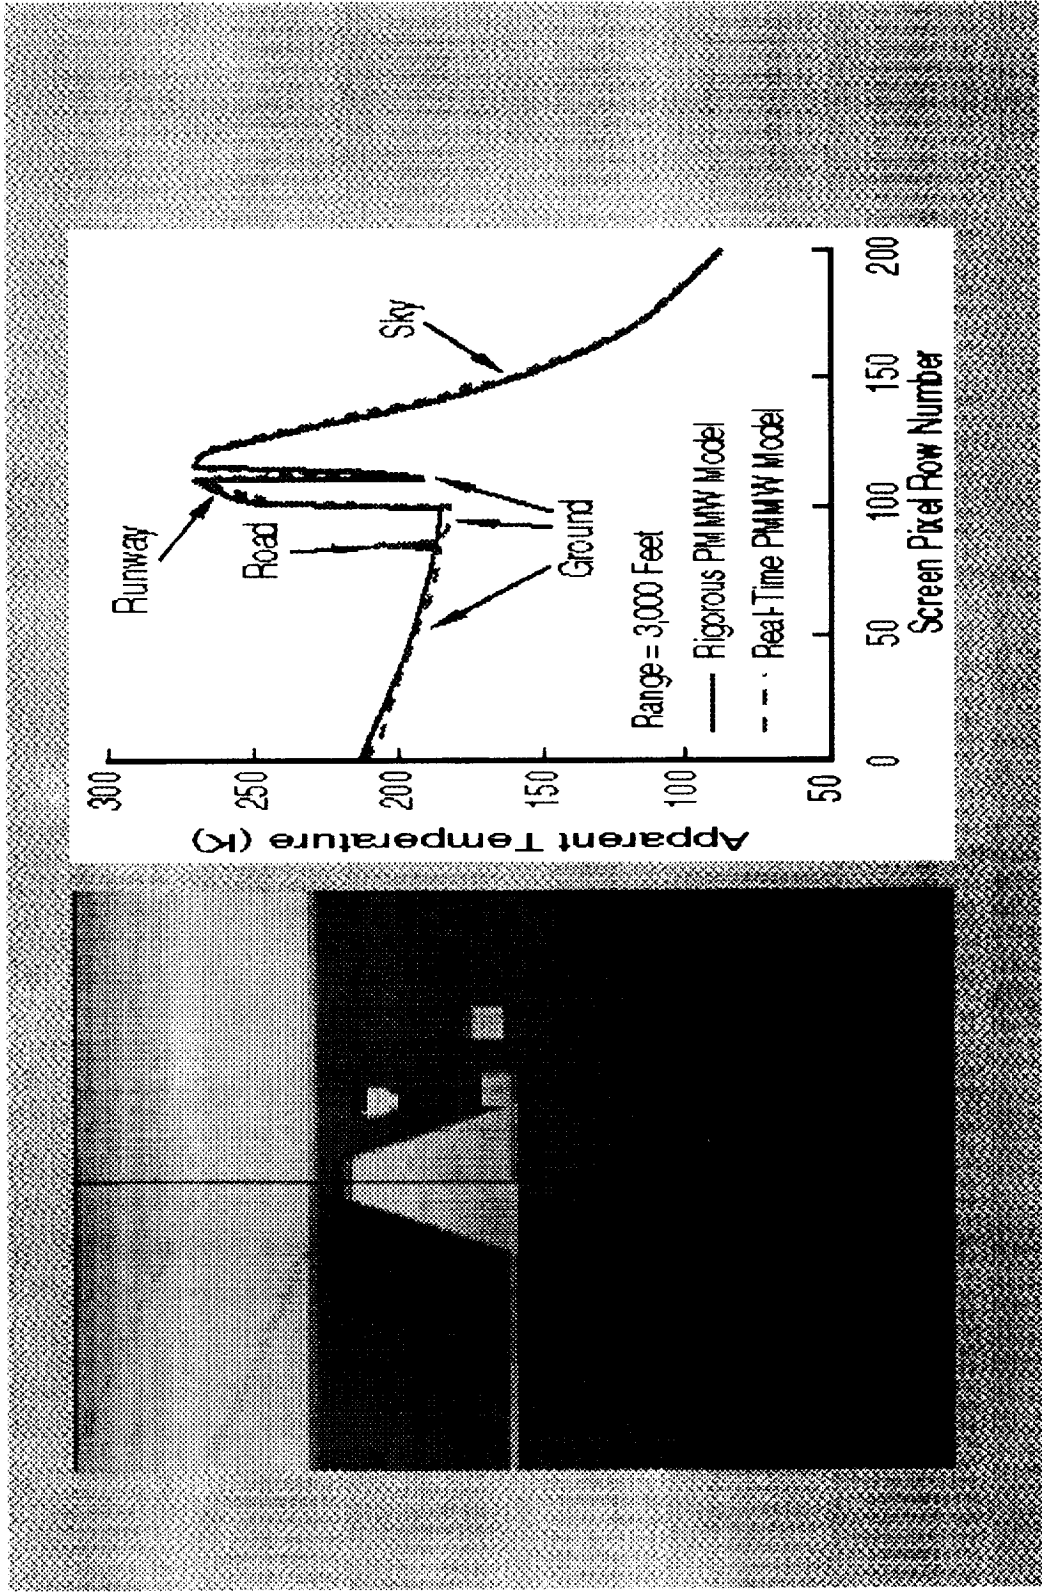 300
250
200
150
100
50
Apparent Temperature (K)
Runway
Road
Sky
Ground
Range = 3,000 Feet
Rigorous PMMW Model
Real-Time PMMW Model
0
50
100
150
200
Screen Pixel Row Number